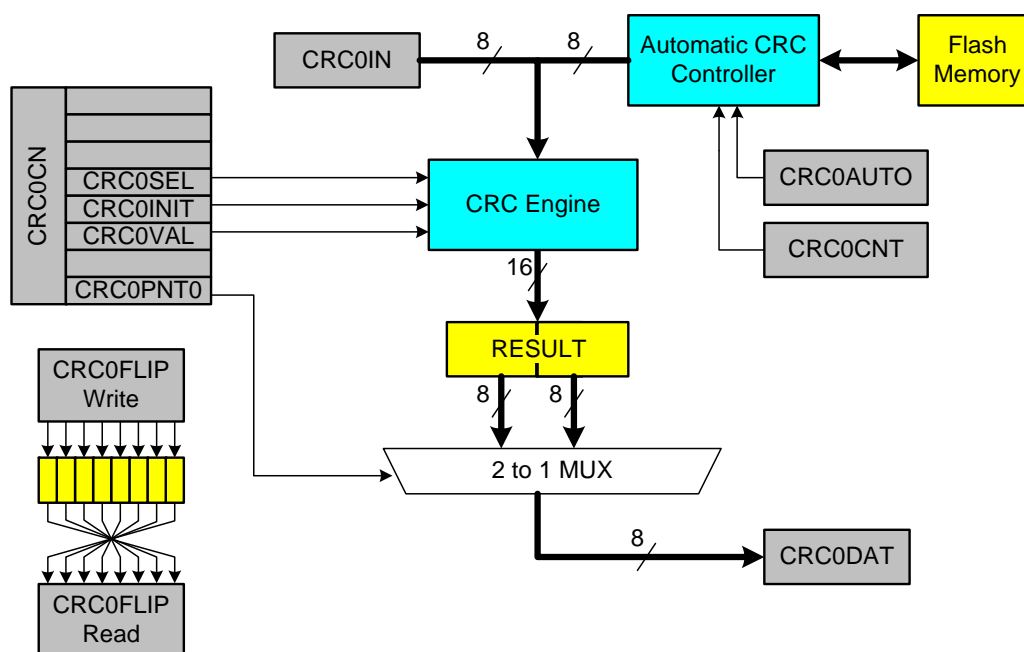 CRC0IN
8
8
Automatic CRC
Controller
Flash
Memory
CRC0CN
CRC0SEL
CRC0INIT
CRC0VAL
CRC0PNT0
CRC Engine
CRC0AUTO
CRC0CNT
16
RESULT
8
8
2 to 1 MUX
8
CRC0DAT
CRC0FLIP
Write
CRC0FLIP
Read